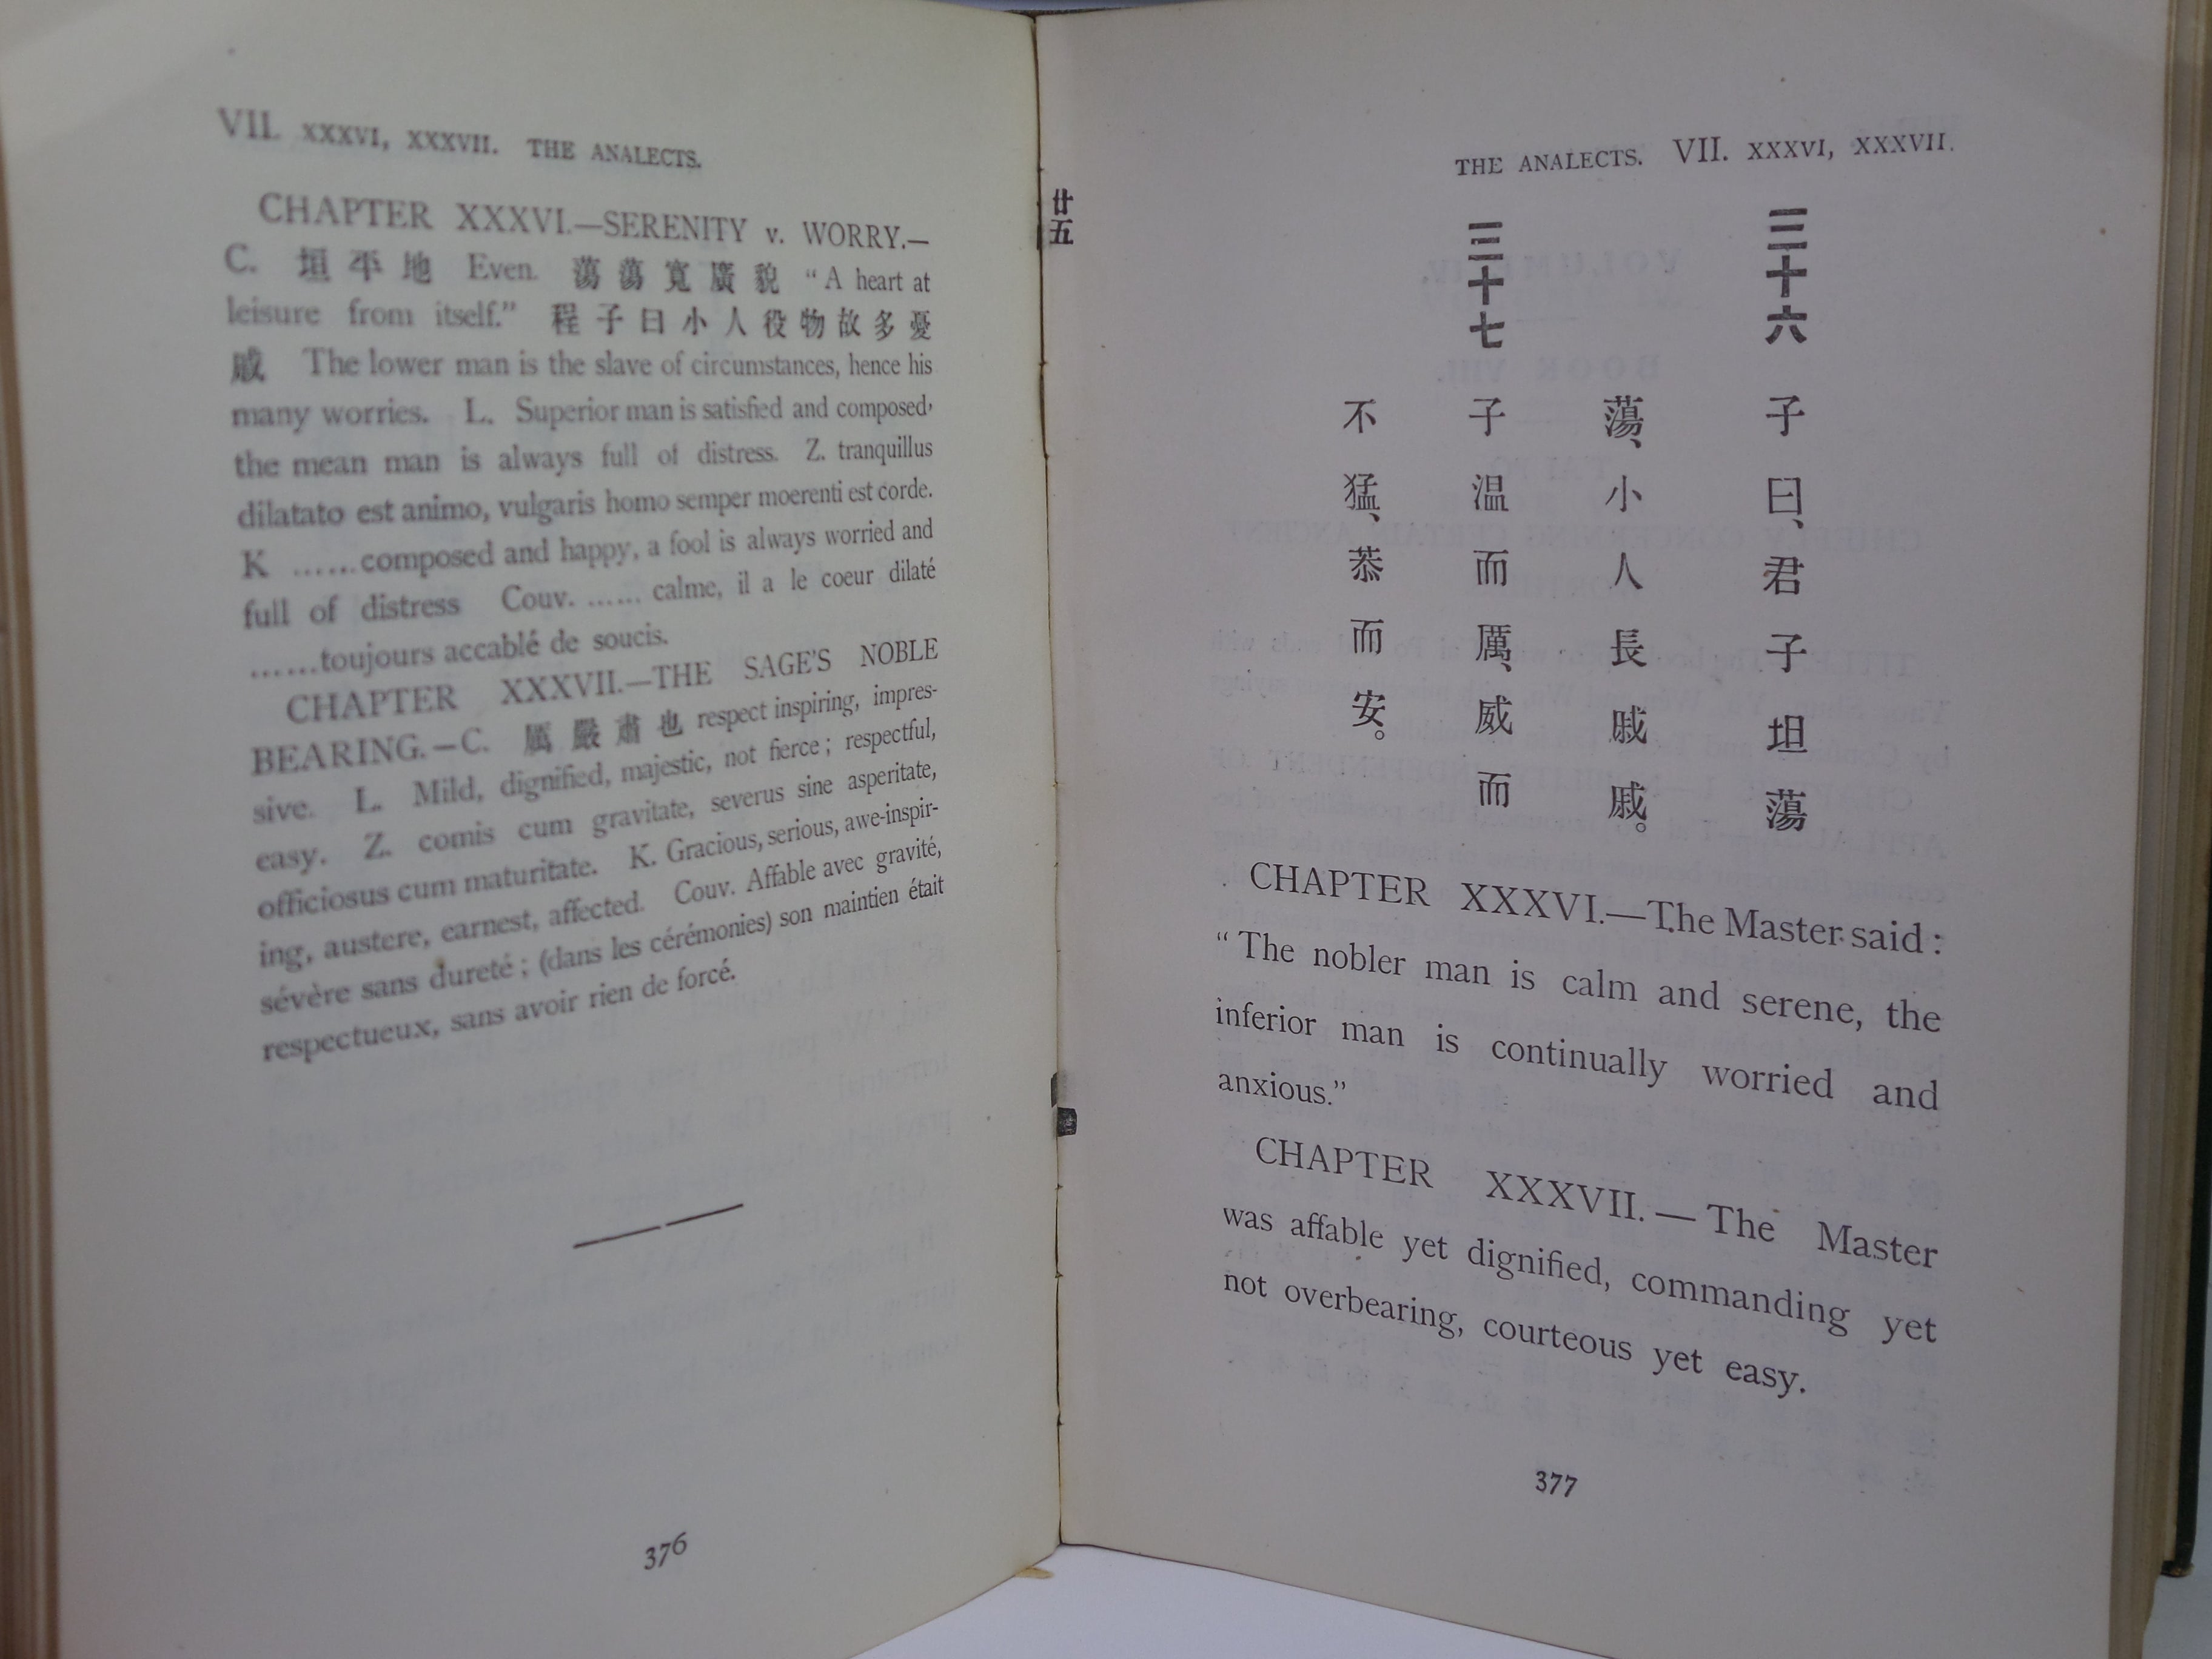 VII. XXXVI, XXXVII. THE ANALECTS.
CHAPTER XXXVI.—SERENITY v. WORRY.—
C. 垣平地 Even. 蕩蕩寬廣貌 “A heart at
leisure from itself.” 程子曰小人役物故多憂
戚 The lower man is the slave of circumstances, hence his
many worries. L. Superior man is satisfied and composed,
the mean man is always full of distress. Z. tranquillus
dilatato est animo, vulgaris homo semper moerenti est corde.
K ......composed and happy, a fool is always worried and
full of distress Couv. ...... calme, il a le coeur dilaté
......toujours accablé de soucis.
CHAPTER XXXVII.—THE SAGE'S NOBLE
BEARING.—C. 厲嚴肅也 respect inspiring, impres-
sive. L. Mild, dignified, majestic, not fierce; respectful,
easy. Z. comis cum gravitate, severus sine asperitate,
officiosus cum maturitate. K. Gracious, serious, awe-inspir-
ing, austere, earnest, affected. Couv. Affable avec gravité,
sévère sans dureté; (dans les cérémonies) son maintien était
respectueux, sans avoir rien de forcé.
376
廿五
THE ANALECTS. VII. XXXVI, XXXVII.
三十六 子曰、君子坦蕩
蕩、小人長戚戚。
三十七 子温而厲、威而
不猛、恭而安。
CHAPTER XXXVI.—The Master said:
“The nobler man is calm and serene, the
inferior man is continually worried and
anxious.”
CHAPTER XXXVII.—The Master
was affable yet dignified, commanding yet
not overbearing, courteous yet easy.
377